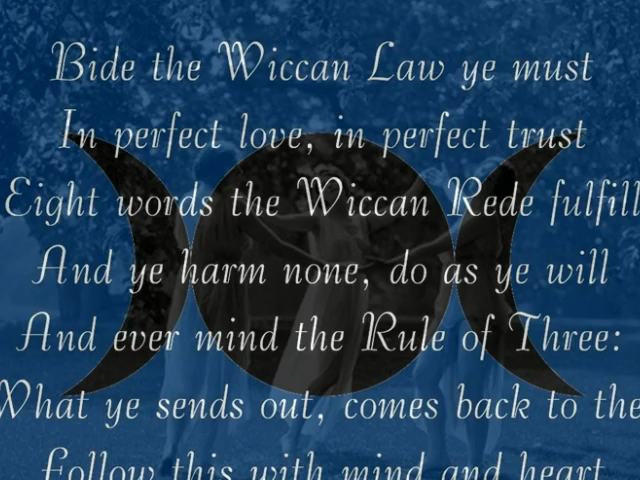 Bide the Wiccan Law ye must
In perfect love, in perfect trust
Eight words the Wiccan Rede fulfill
And ye harm none, do as ye will
And ever mind the Rule of Three:
What ye sends out, comes back to the
Follow this with mind and heart